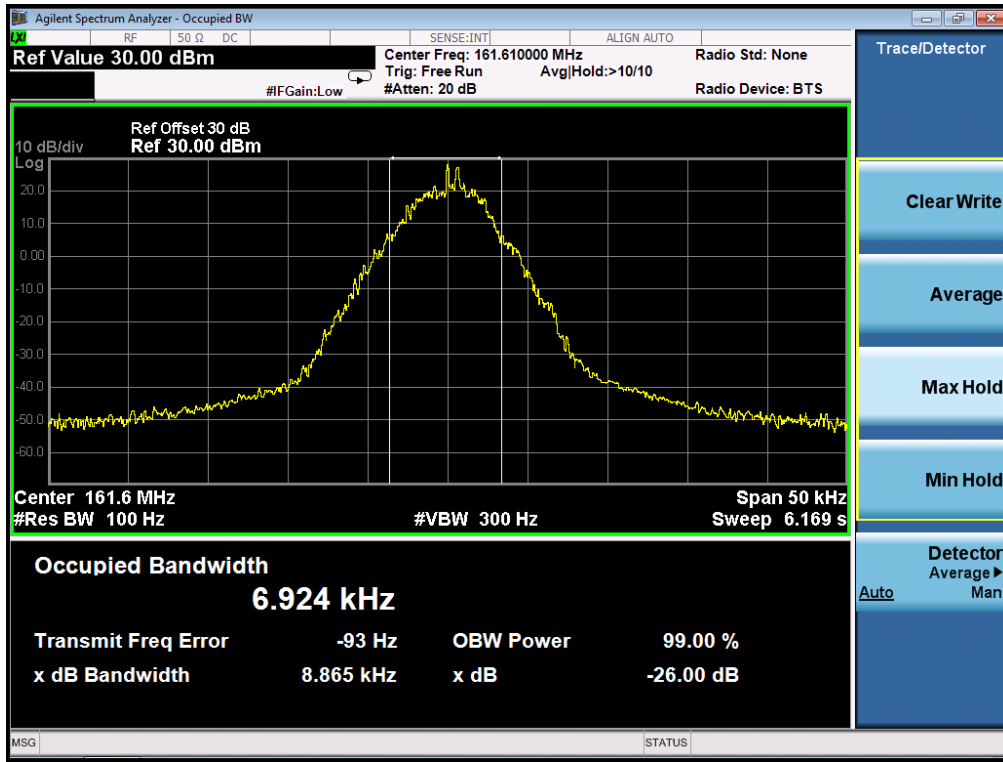 Agilent Spectrum Analyzer - Occupied BW
LXI RF 50 Ω DC SENSE:INT ALIGN AUTO
Ref Value 30.00 dBm Center Freq: 161.610000 MHz Radio Std: None Trace/Detector
Trig: Free Run Avg|Hold:>10/10
#IFGain:Low #Atten: 20 dB Radio Device: BTS
Ref Offset 30 dB
10 dB/div Ref 30.00 dBm
Log
20.0
10.0
0.00
-10.0
-20.0
-30.0
-40.0
-50.0
-60.0
Center 161.6 MHz Span 50 kHz
#Res BW 100 Hz #VBW 300 Hz Sweep 6.169 s
Clear Write
Average
Max Hold
Min Hold
Detector
Average
Auto Man
Occupied Bandwidth
6.924 kHz
Transmit Freq Error -93 Hz OBW Power 99.00 %
x dB Bandwidth 8.865 kHz x dB -26.00 dB
MSG STATUS